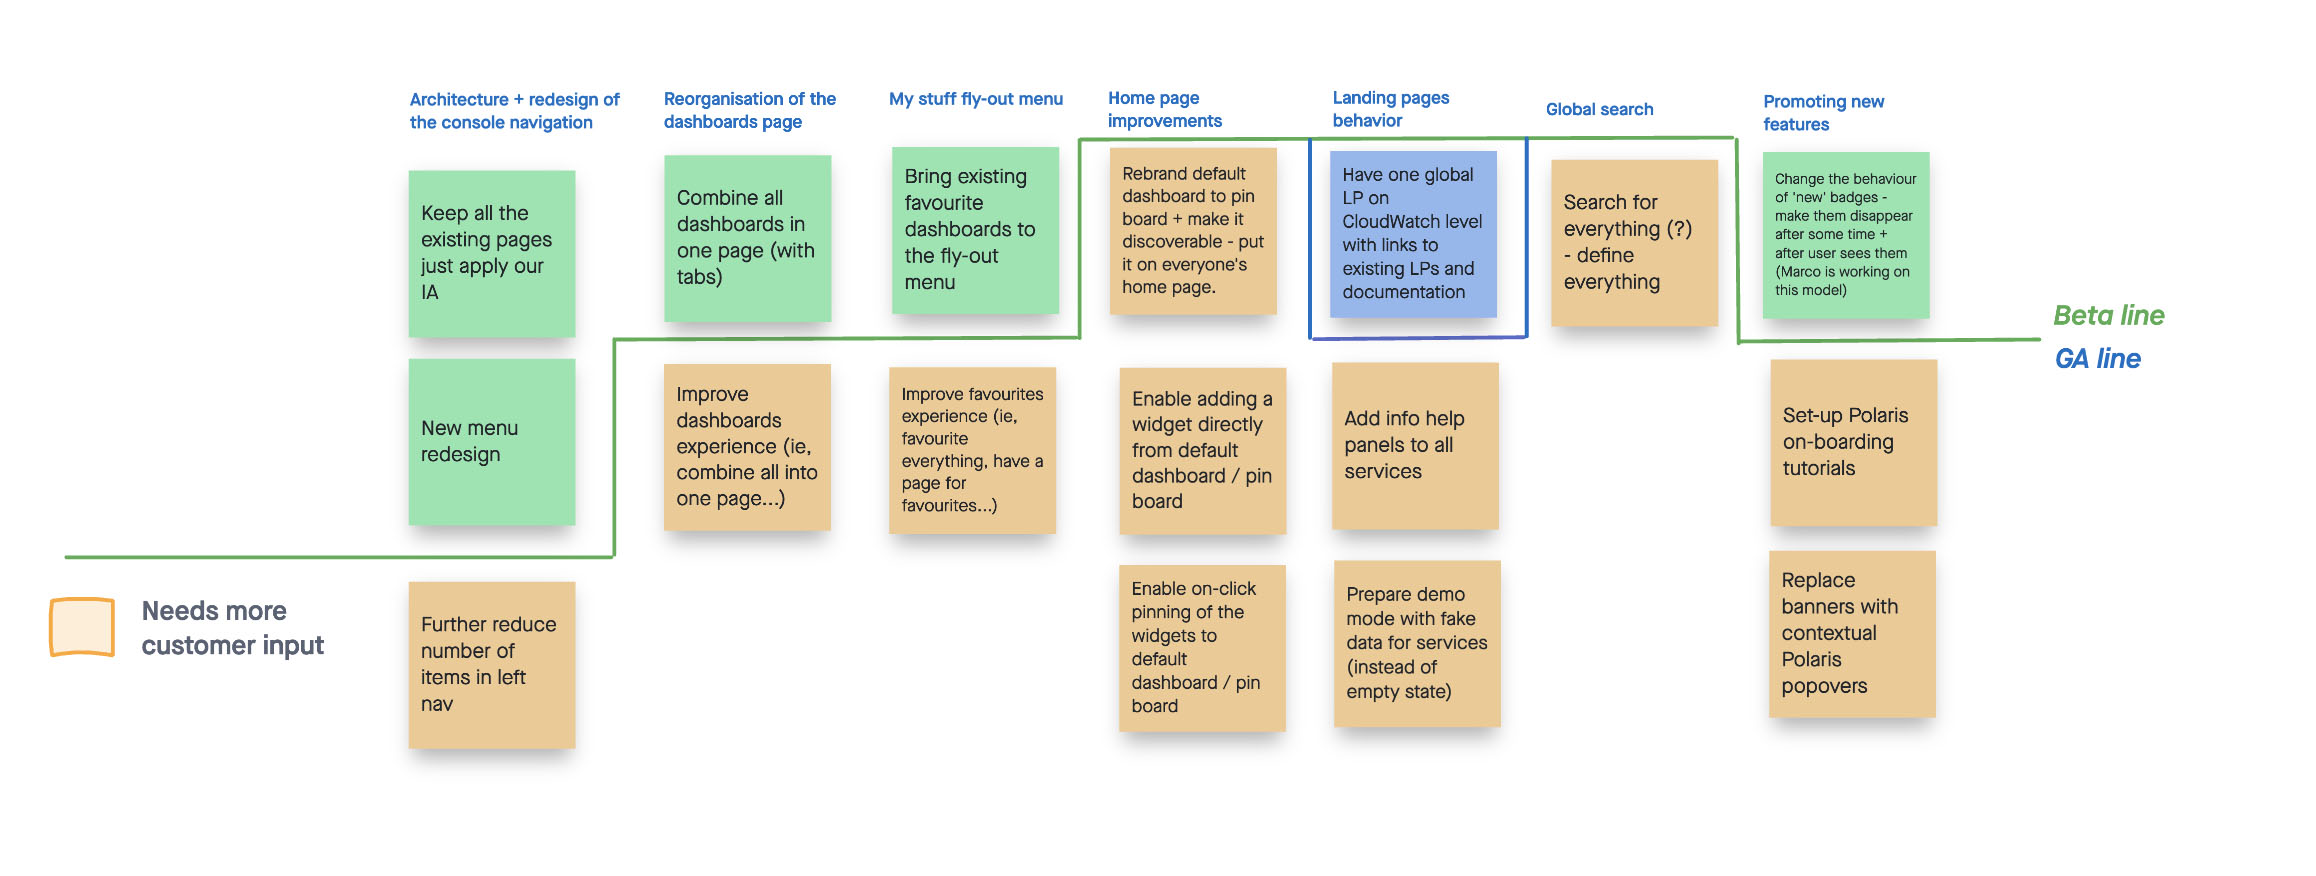 Architecture + redesign of
the console navigation
Reorganisation of the
dashboards page
My stuff fly-out menu
Home page
improvements
Landing pages
behavior
Global search
Promoting new
features
Keep all the
existing pages
just apply our
IA
Combine all
dashboards in
one page (with
tabs)
Bring existing
favourite
dashboards to
the fly-out
menu
Rebrand default
dashboard to pin
board + make it
discoverable - put
it on everyone's
home page.
Have one global
LP on
CloudWatch level
with links to
existing LPs and
documentation
Search for
everything (?)
- define
everything
Change the behaviour
of 'new' badges -
make them disappear
after some time +
after user sees them
(Marco is working on
this model)
Beta line
GA line
New menu
redesign
Improve
dashboards
experience (ie,
combine all into
one page...)
Improve favourites
experience (ie,
favourite
everything, have a
page for
favourites...)
Enable adding a
widget directly
from default
dashboard / pin
board
Add info help
panels to all
services
Set-up Polaris
on-boarding
tutorials
Needs more
customer input
Further reduce
number of
items in left
nav
Enable on-click
pinning of the
widgets to
default
dashboard / pin
board
Prepare demo
mode with fake
data for services
(instead of
empty state)
Replace
banners with
contextual
Polaris
popovers